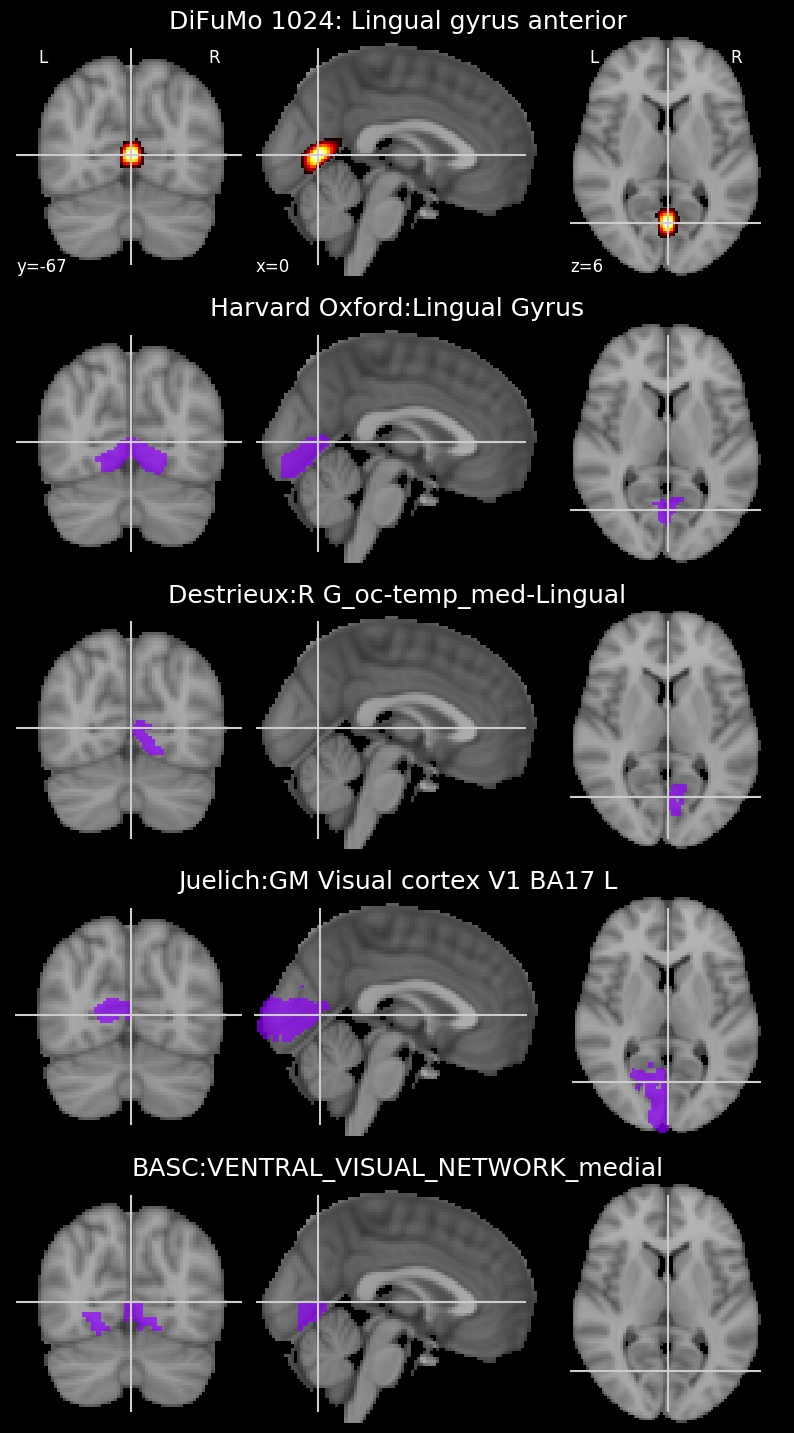 DiFuMo 1024: Lingual gyrus anterior
L R L R
y=-67 x=0 z=6
Harvard Oxford:Lingual Gyrus
Destrieux:R G_oc-temp_med-Lingual
Juelich:GM Visual cortex V1 BA17 L
BASC:VENTRAL_VISUAL_NETWORK_medial